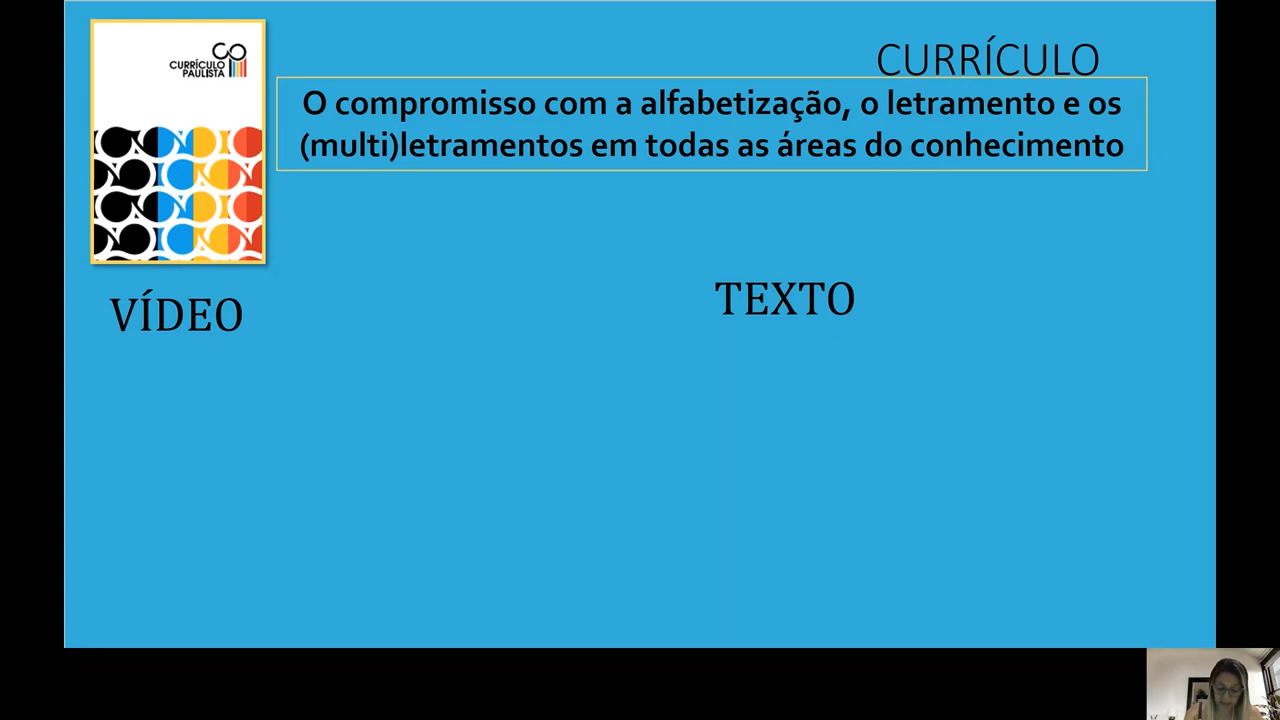 CURRÍCULO
PAULISTA
CURRÍCULO
O compromisso com a alfabetização, o letramento e os
(multi)letramentos em todas as áreas do conhecimento
VÍDEO
TEXTO